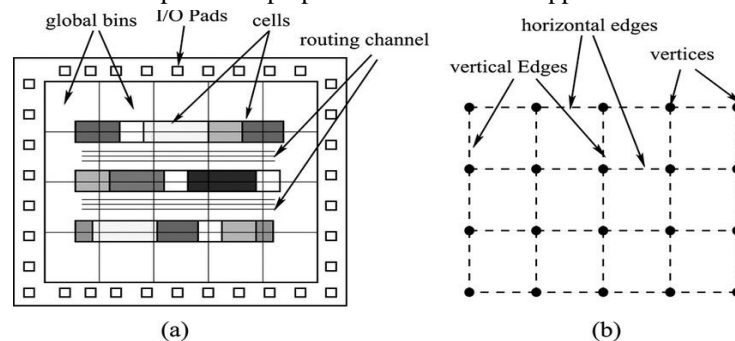 global bins
I/O Pads
cells
routing channel
horizontal edges
vertical Edges
vertices
(a)
(b)